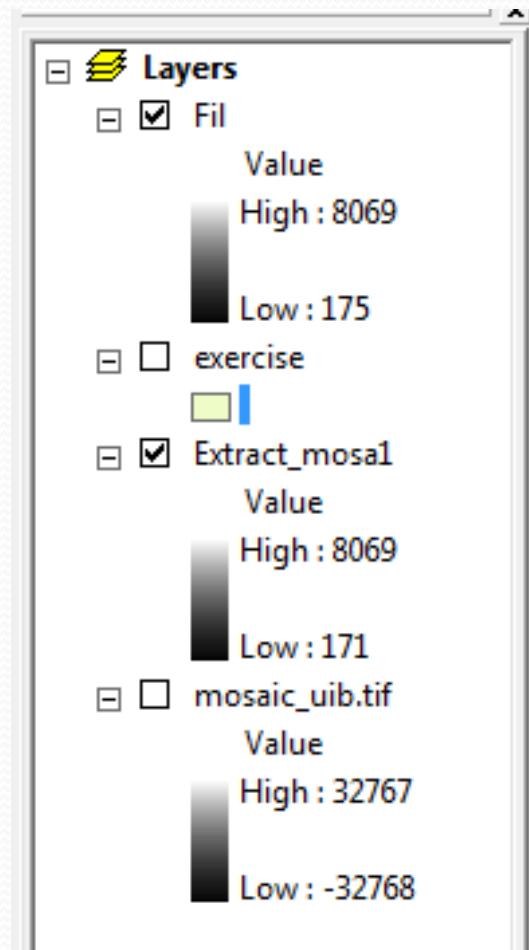 Layers
Fil
Value
High : 8069
Low : 175
exercise
Extract_mosa1
Value
High : 8069
Low : 171
mosaic_uib.tif
Value
High : 32767
Low : -32768